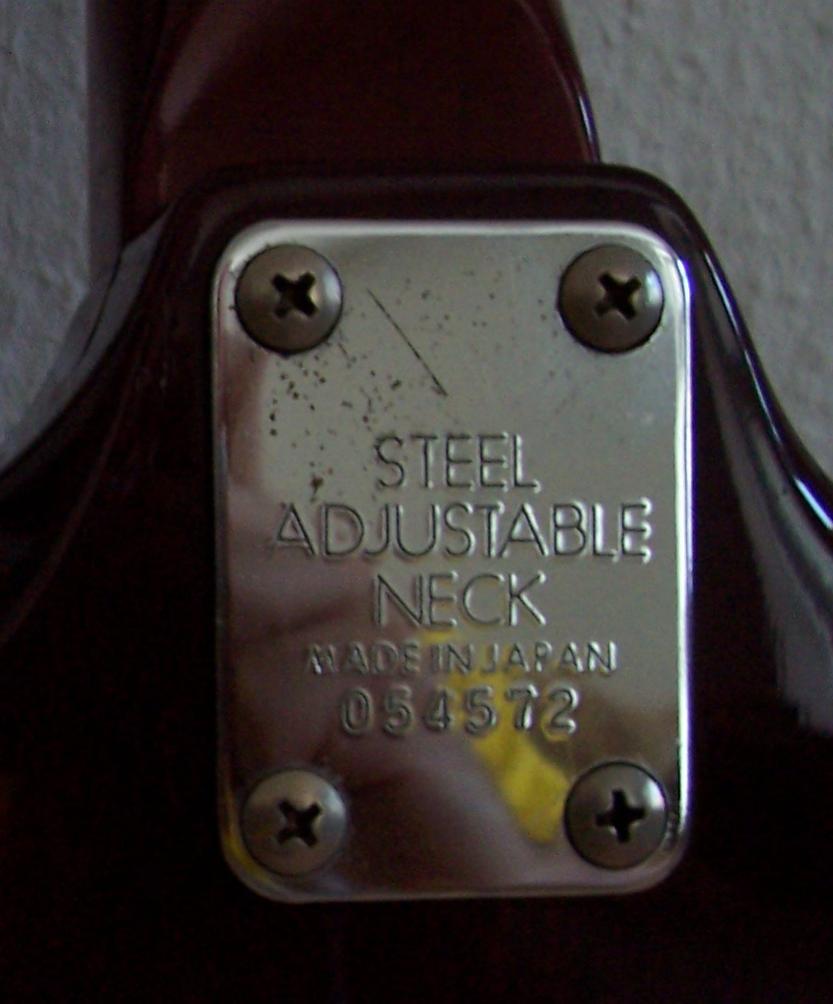 STEEL
ADJUSTABLE
NECK
MADE IN JAPAN
054572